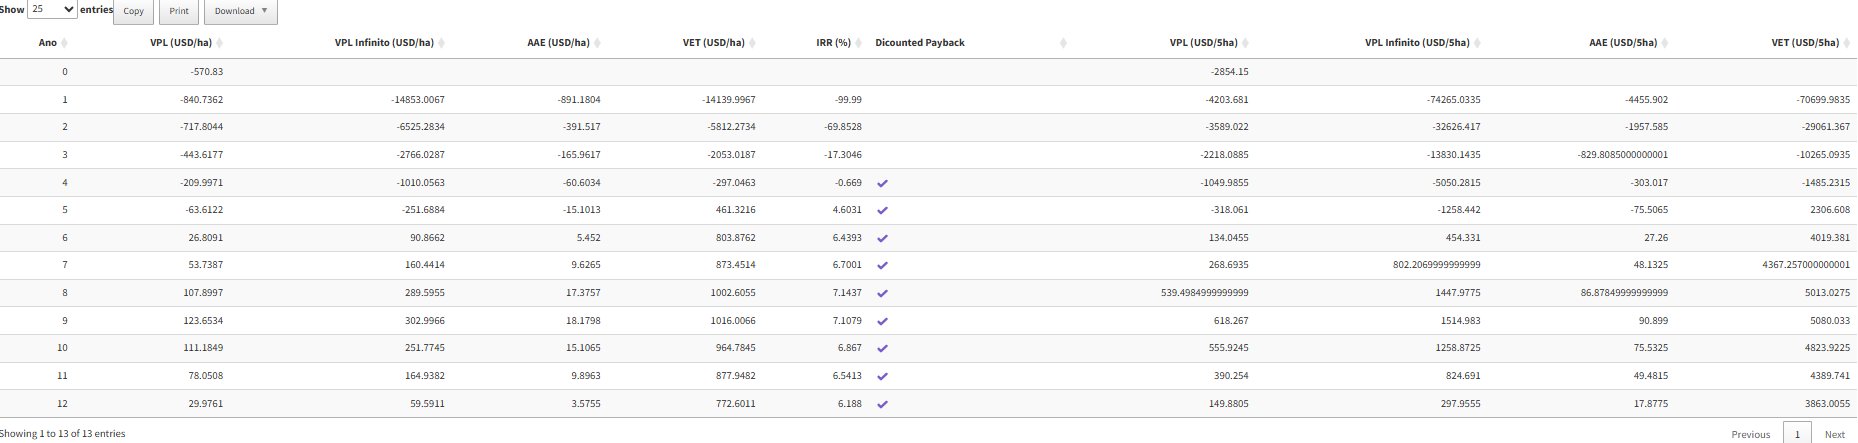 Show 25 entries Copy Print Download
Ano VPL (USD/ha) VPL Infinito (USD/ha) AAE (USD/ha) VET (USD/ha) IRR (%) Dicounted Payback VPL (USD/5ha) VPL Infinito (USD/5ha) AAE (USD/5ha) VET (USD/5ha)
0 -570.83 -2854.15
1 -840.7362 -14853.0067 -891.1804 -14139.9967 -99.99 -4203.681 -74265.0335 -4455.902 -70699.9835
2 -717.8044 -6525.2834 -391.517 -5812.2734 -69.8528 -3589.022 -32626.417 -1957.585 -29061.367
3 -443.6177 -2766.0287 -165.9617 -2053.0187 -17.3046 -2218.0885 -13830.1435 -829.8085000000001 -10265.0935
4 -209.9971 -1010.0563 -60.6034 -297.0463 -0.669 ✔ -1049.9855 -5050.2815 -303.017 -1485.2315
5 -63.6122 -251.6884 -15.1013 461.3216 4.6031 ✔ -318.061 -1258.442 -75.5065 2306.608
6 26.8091 90.8662 5.452 803.8762 6.4393 ✔ 134.0455 454.331 27.26 4019.381
7 53.7387 160.4414 9.6265 873.4514 6.7001 ✔ 268.6935 802.2069999999999 48.1325 4367.257000000001
8 107.8997 289.5955 17.3757 1002.6055 7.1437 ✔ 539.4984999999999 1447.9775 86.87849999999999 5013.0275
9 123.6534 302.9966 18.1798 1016.0066 7.1079 ✔ 618.267 1514.983 90.899 5080.033
10 111.1849 251.7745 15.1065 964.7845 6.867 ✔ 555.9245 1258.8725 75.5325 4823.9225
11 78.0508 164.9382 9.8963 877.9482 6.5413 ✔ 390.254 824.691 49.4815 4389.741
12 29.9761 59.5911 3.5755 772.6011 6.188 ✔ 149.8805 297.9555 17.8775 3863.0055
Showing 1 to 13 of 13 entries Previous 1 Next